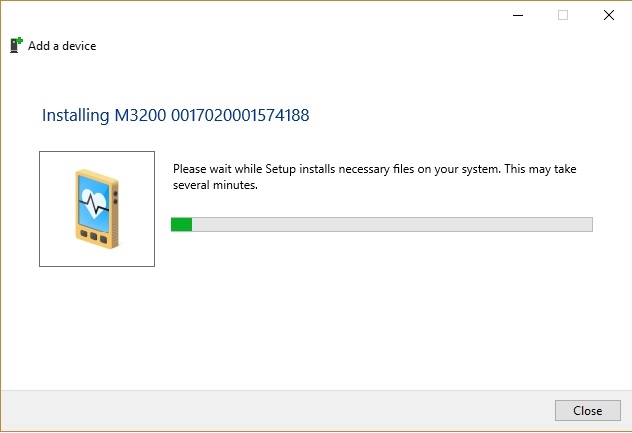 Add a device
Installing M3200 0017020001574188
Please wait while Setup installs necessary files on your system. This may take
several minutes.
Close